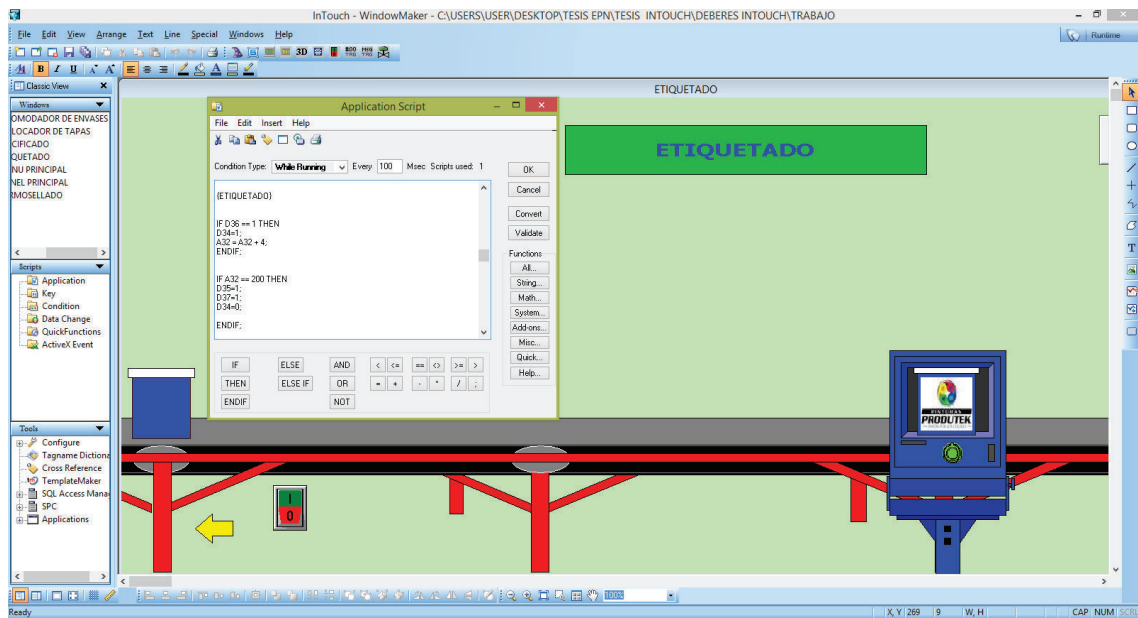 InTouch - WindowMaker - C:\USERS\USER\DESKTOP\TESIS EPN\TESIS INTOUCH\DEBERES INTOUCH\TRABAJO
File Edit View Arrange Text Line Special Windows Help
Runtime
3D
B I U A A
Classic View
Windows
OMODADOR DE ENVASES
LOCADOR DE TAPAS
CIFICADO
QUETADO
NU PRINCIPAL
NEL PRINCIPAL
RMOSELLADO
Scripts
Application
Key
Condition
Data Change
QuickFunctions
ActiveX Event
Tools
Configure
Tagname Dictiona
Cross Reference
TemplateMaker
SQL Access Mana
SPC
Applications
ETIQUETADO
ETIQUETADO
Application Script
File Edit Insert Help
Condition Type: While Running Every 100 Msec Scripts used: 1
{ETIQUETADO}
IF D36 == 1 THEN
D34=1;
A32 = A32 + 4;
ENDIF;
IF A32 == 200 THEN
D35=1;
D37=1;
D34=0;
ENDIF;
OK
Cancel
Convert
Validate
Functions
All...
String...
Math...
System...
Add-ons...
Misc...
Quick...
Help...
IF ELSE AND < <= == <> >= >
THEN ELSE IF OR = + - * / ;
ENDIF NOT
PINTURAS
PRODUTEK
I
0
100%
Ready
X, Y 269 9 W, H CAP NUM SCRL